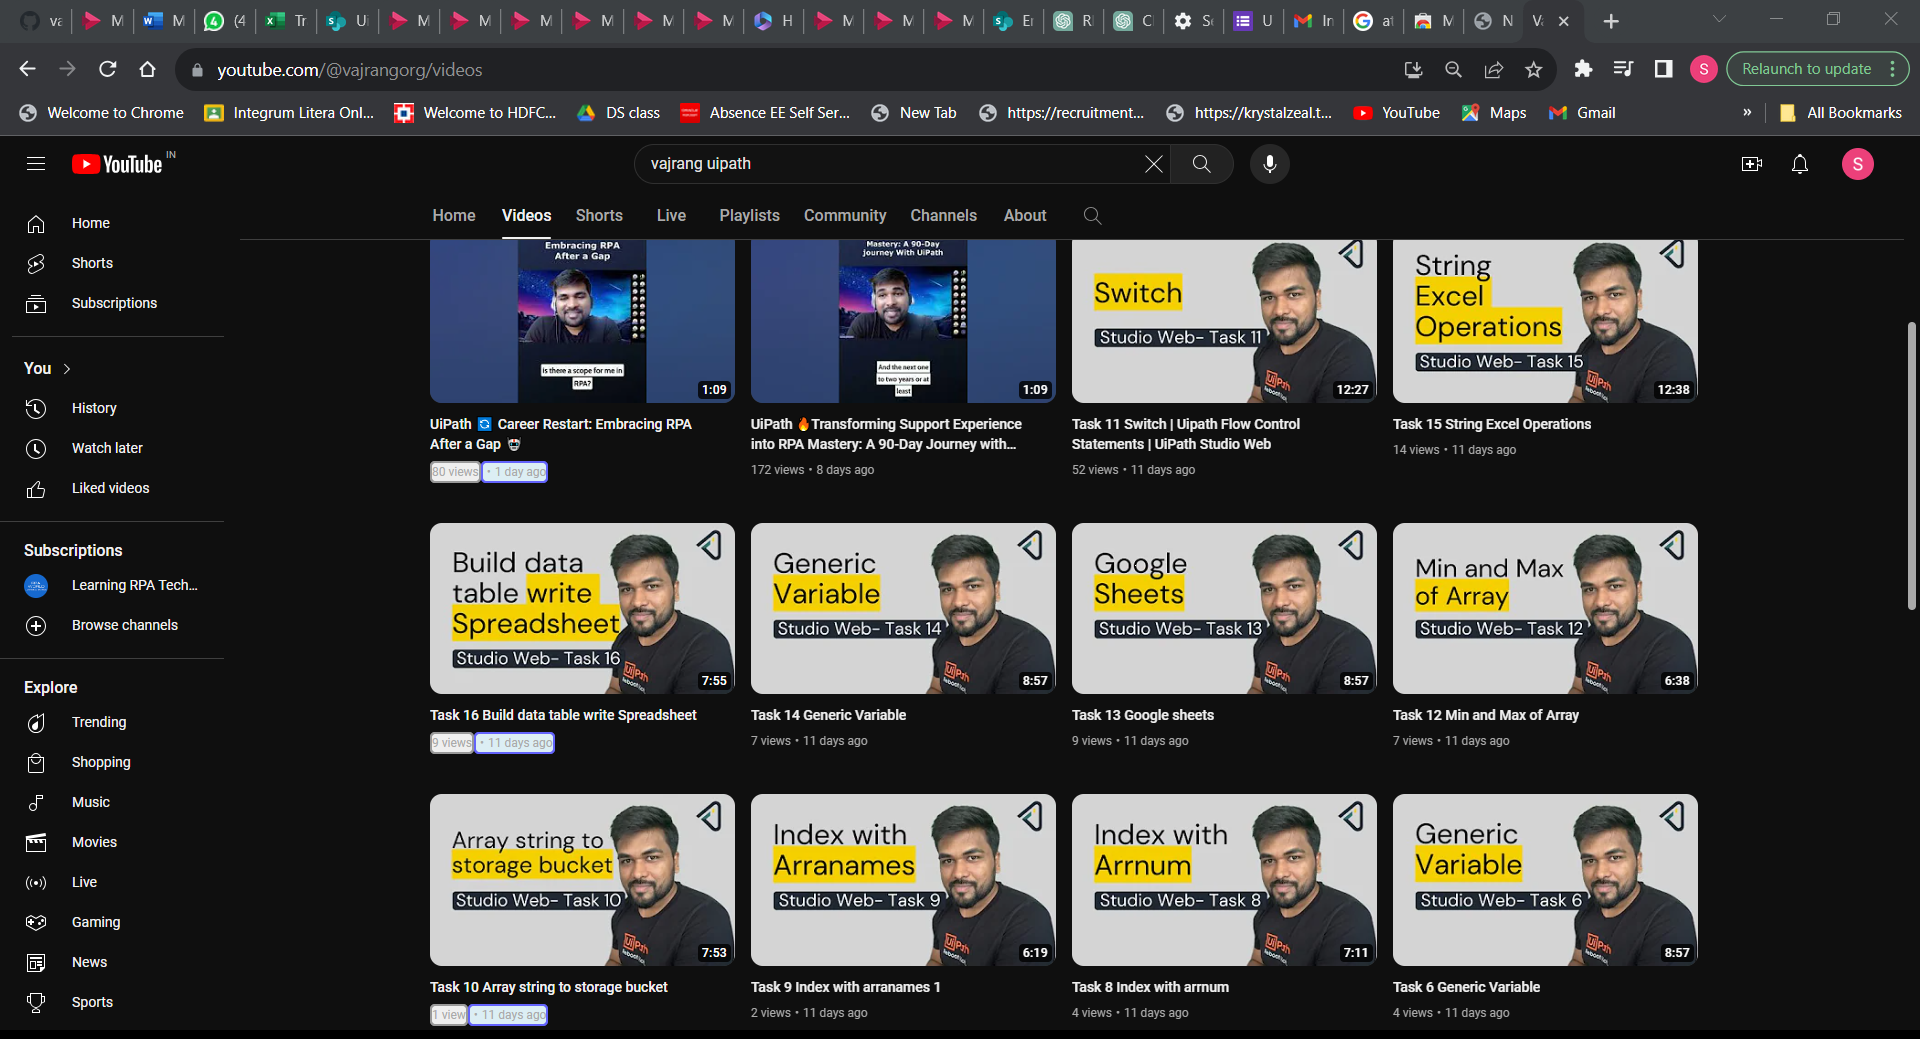 va
M
M
(4
Tr
Ui
M
M
M
M
M
M
H
M
M
M
En
R
C
Se
U
In
at
M
N
Va
youtube.com/@vajrangorg/videos
S
Relaunch to update
Welcome to Chrome
Integrum Litera Onl...
Welcome to HDFC...
DS class
Absence EE Self Ser...
New Tab
https://recruitment...
https://krystalzeal.t...
YouTube
Maps
Gmail
»
All Bookmarks
YouTube IN
vajrang uipath
S
Home
Videos
Shorts
Live
Playlists
Community
Channels
About
Home
Shorts
Subscriptions
You
History
Watch later
Liked videos
Subscriptions
Learning RPA Tech...
Browse channels
Explore
Trending
Shopping
Music
Movies
Live
Gaming
News
Sports
Embracing RPA
After a Gap
is there a scope for me in
RPA?
1:09
UiPath 🔄 Career Restart: Embracing RPA
After a Gap
80 views • 1 day ago
Mastery: A 90-Day
journey With UiPath
And the next one
to two years or at
least
1:09
UiPath 🔥Transforming Support Experience
into RPA Mastery: A 90-Day Journey with...
172 views • 8 days ago
Switch
Studio Web- Task 11
12:27
Task 11 Switch | Uipath Flow Control
Statements | UiPath Studio Web
52 views • 11 days ago
String
Excel
Operations
Studio Web- Task 15
12:38
Task 15 String Excel Operations
14 views • 11 days ago
Build data
table write
Spreadsheet
Studio Web- Task 16
7:55
Task 16 Build data table write Spreadsheet
9 views • 11 days ago
Generic
Variable
Studio Web- Task 14
8:57
Task 14 Generic Variable
7 views • 11 days ago
Google
Sheets
Studio Web- Task 13
8:57
Task 13 Google sheets
9 views • 11 days ago
Min and Max
of Array
Studio Web- Task 12
6:38
Task 12 Min and Max of Array
7 views • 11 days ago
Array string to
storage bucket
Studio Web- Task 10
7:53
Task 10 Array string to storage bucket
1 view • 11 days ago
Index with
Arranames
Studio Web- Task 9
6:19
Task 9 Index with arranames 1
2 views • 11 days ago
Index with
Arrnum
Studio Web- Task 8
7:11
Task 8 Index with arrnum
4 views • 11 days ago
Generic
Variable
Studio Web- Task 6
8:57
Task 6 Generic Variable
4 views • 11 days ago